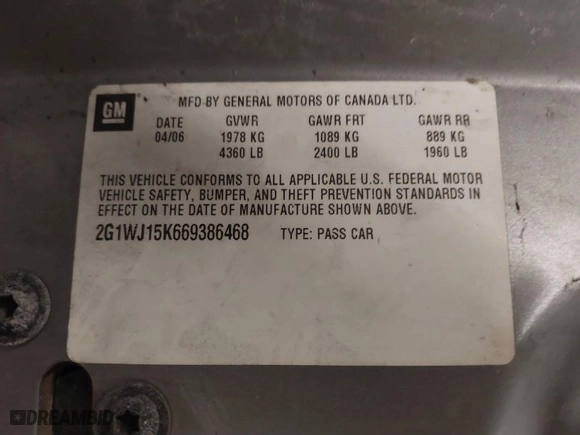 GM
MFD BY GENERAL MOTORS OF CANADA LTD.
DATE GVWR GAWR FRT GAWR RR
04/06 1978 KG 1089 KG 889 KG
4360 LB 2400 LB 1960 LB
THIS VEHICLE CONFORMS TO ALL APPLICABLE U.S. FEDERAL MOTOR
VEHICLE SAFETY, BUMPER, AND THEFT PREVENTION STANDARDS IN
EFFECT ON THE DATE OF MANUFACTURE SHOWN ABOVE.
2G1WJ15K669386468 TYPE: PASS CAR
DREAMBID